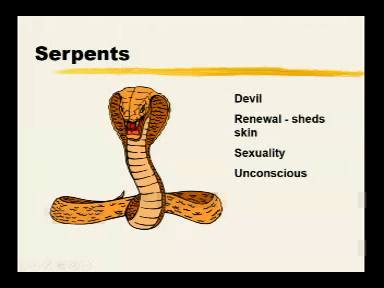 Serpents
Devil
Renewal - sheds
skin
Sexuality
Unconscious